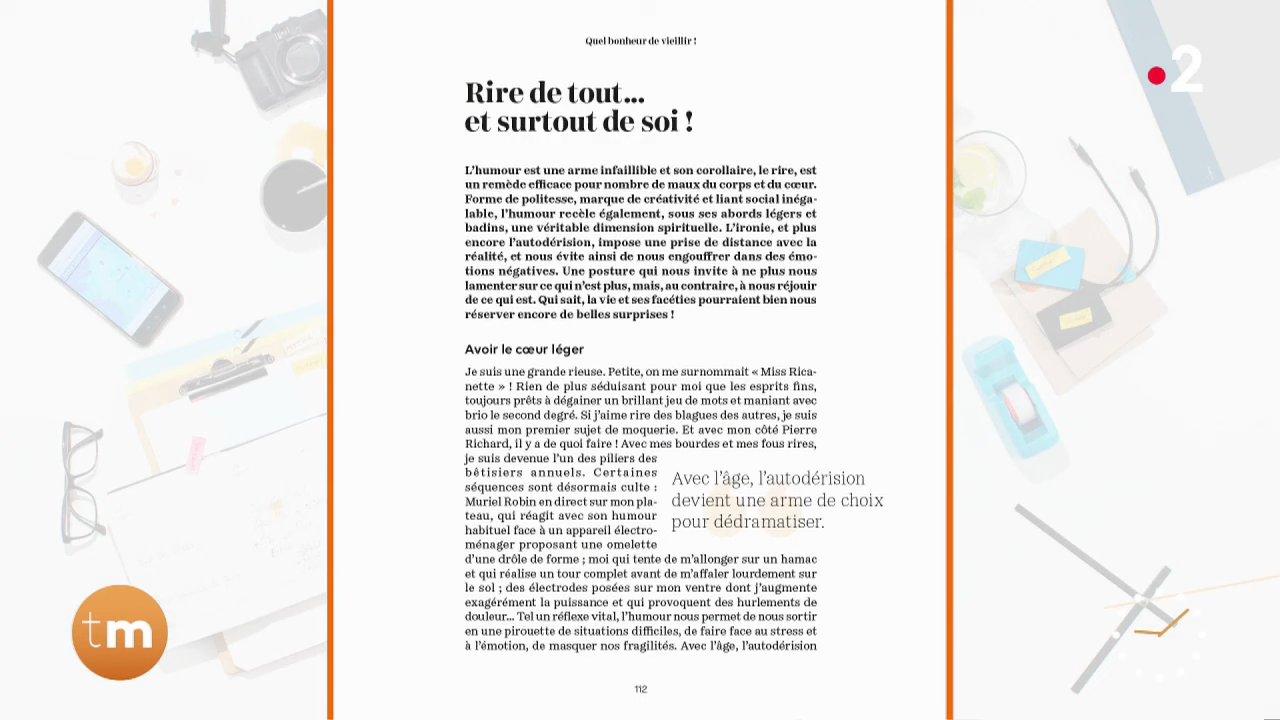 Quel bonheur de vieillir !
Rire de tout...
et surtout de soi !
L'humour est une arme infaillible et son corollaire, le rire, est
un remède efficace pour nombre de maux du corps et du cœur.
Forme de politesse, marque de créativité et liant social inéga-
lable, l'humour recèle également, sous ses abords légers et
badins, une véritable dimension spirituelle. L'ironie, et plus
encore l'autodérision, impose une prise de distance avec la
réalité, et nous évite ainsi de nous engouffrer dans des émo-
tions négatives. Une posture qui nous invite à ne plus nous
lamenter sur ce qui n'est plus, mais, au contraire, à nous réjouir
de ce qui est. Qui sait, la vie et ses facéties pourraient bien nous
réserver encore de belles surprises !
Avoir le cœur léger
Je suis une grande rieuse. Petite, on me surnommait « Miss Rica-
nette » ! Rien de plus séduisant pour moi que les esprits fins,
toujours prêts à dégainer un brillant jeu de mots et maniant avec
brio le second degré. Si j'aime rire des blagues des autres, je suis
aussi mon premier sujet de moquerie. Et avec mon côté Pierre
Richard, il y a de quoi faire ! Avec mes bourdes et mes fous rires,
je suis devenue l'un des piliers des
bêtisiers annuels. Certaines
séquences sont désormais culte :
Muriel Robin en direct sur mon pla-
teau, qui réagit avec son humour
habituel face à un appareil électro-
ménager proposant une omelette
d'une drôle de forme ; moi qui tente de m'allonger sur un hamac
et qui réalise un tour complet avant de m'affaler lourdement sur
le sol ; des électrodes posées sur mon ventre dont j'augmente
exagérément la puissance et qui provoquent des hurlements de
douleur... Tel un réflexe vital, l'humour nous permet de nous sortir
en une pirouette de situations difficiles, de faire face au stress et
à l'émotion, de masquer nos fragilités. Avec l'âge, l'autodérision
Avec l'âge, l'autodérision
devient une arme de choix
pour dédramatiser.
112
tm
2